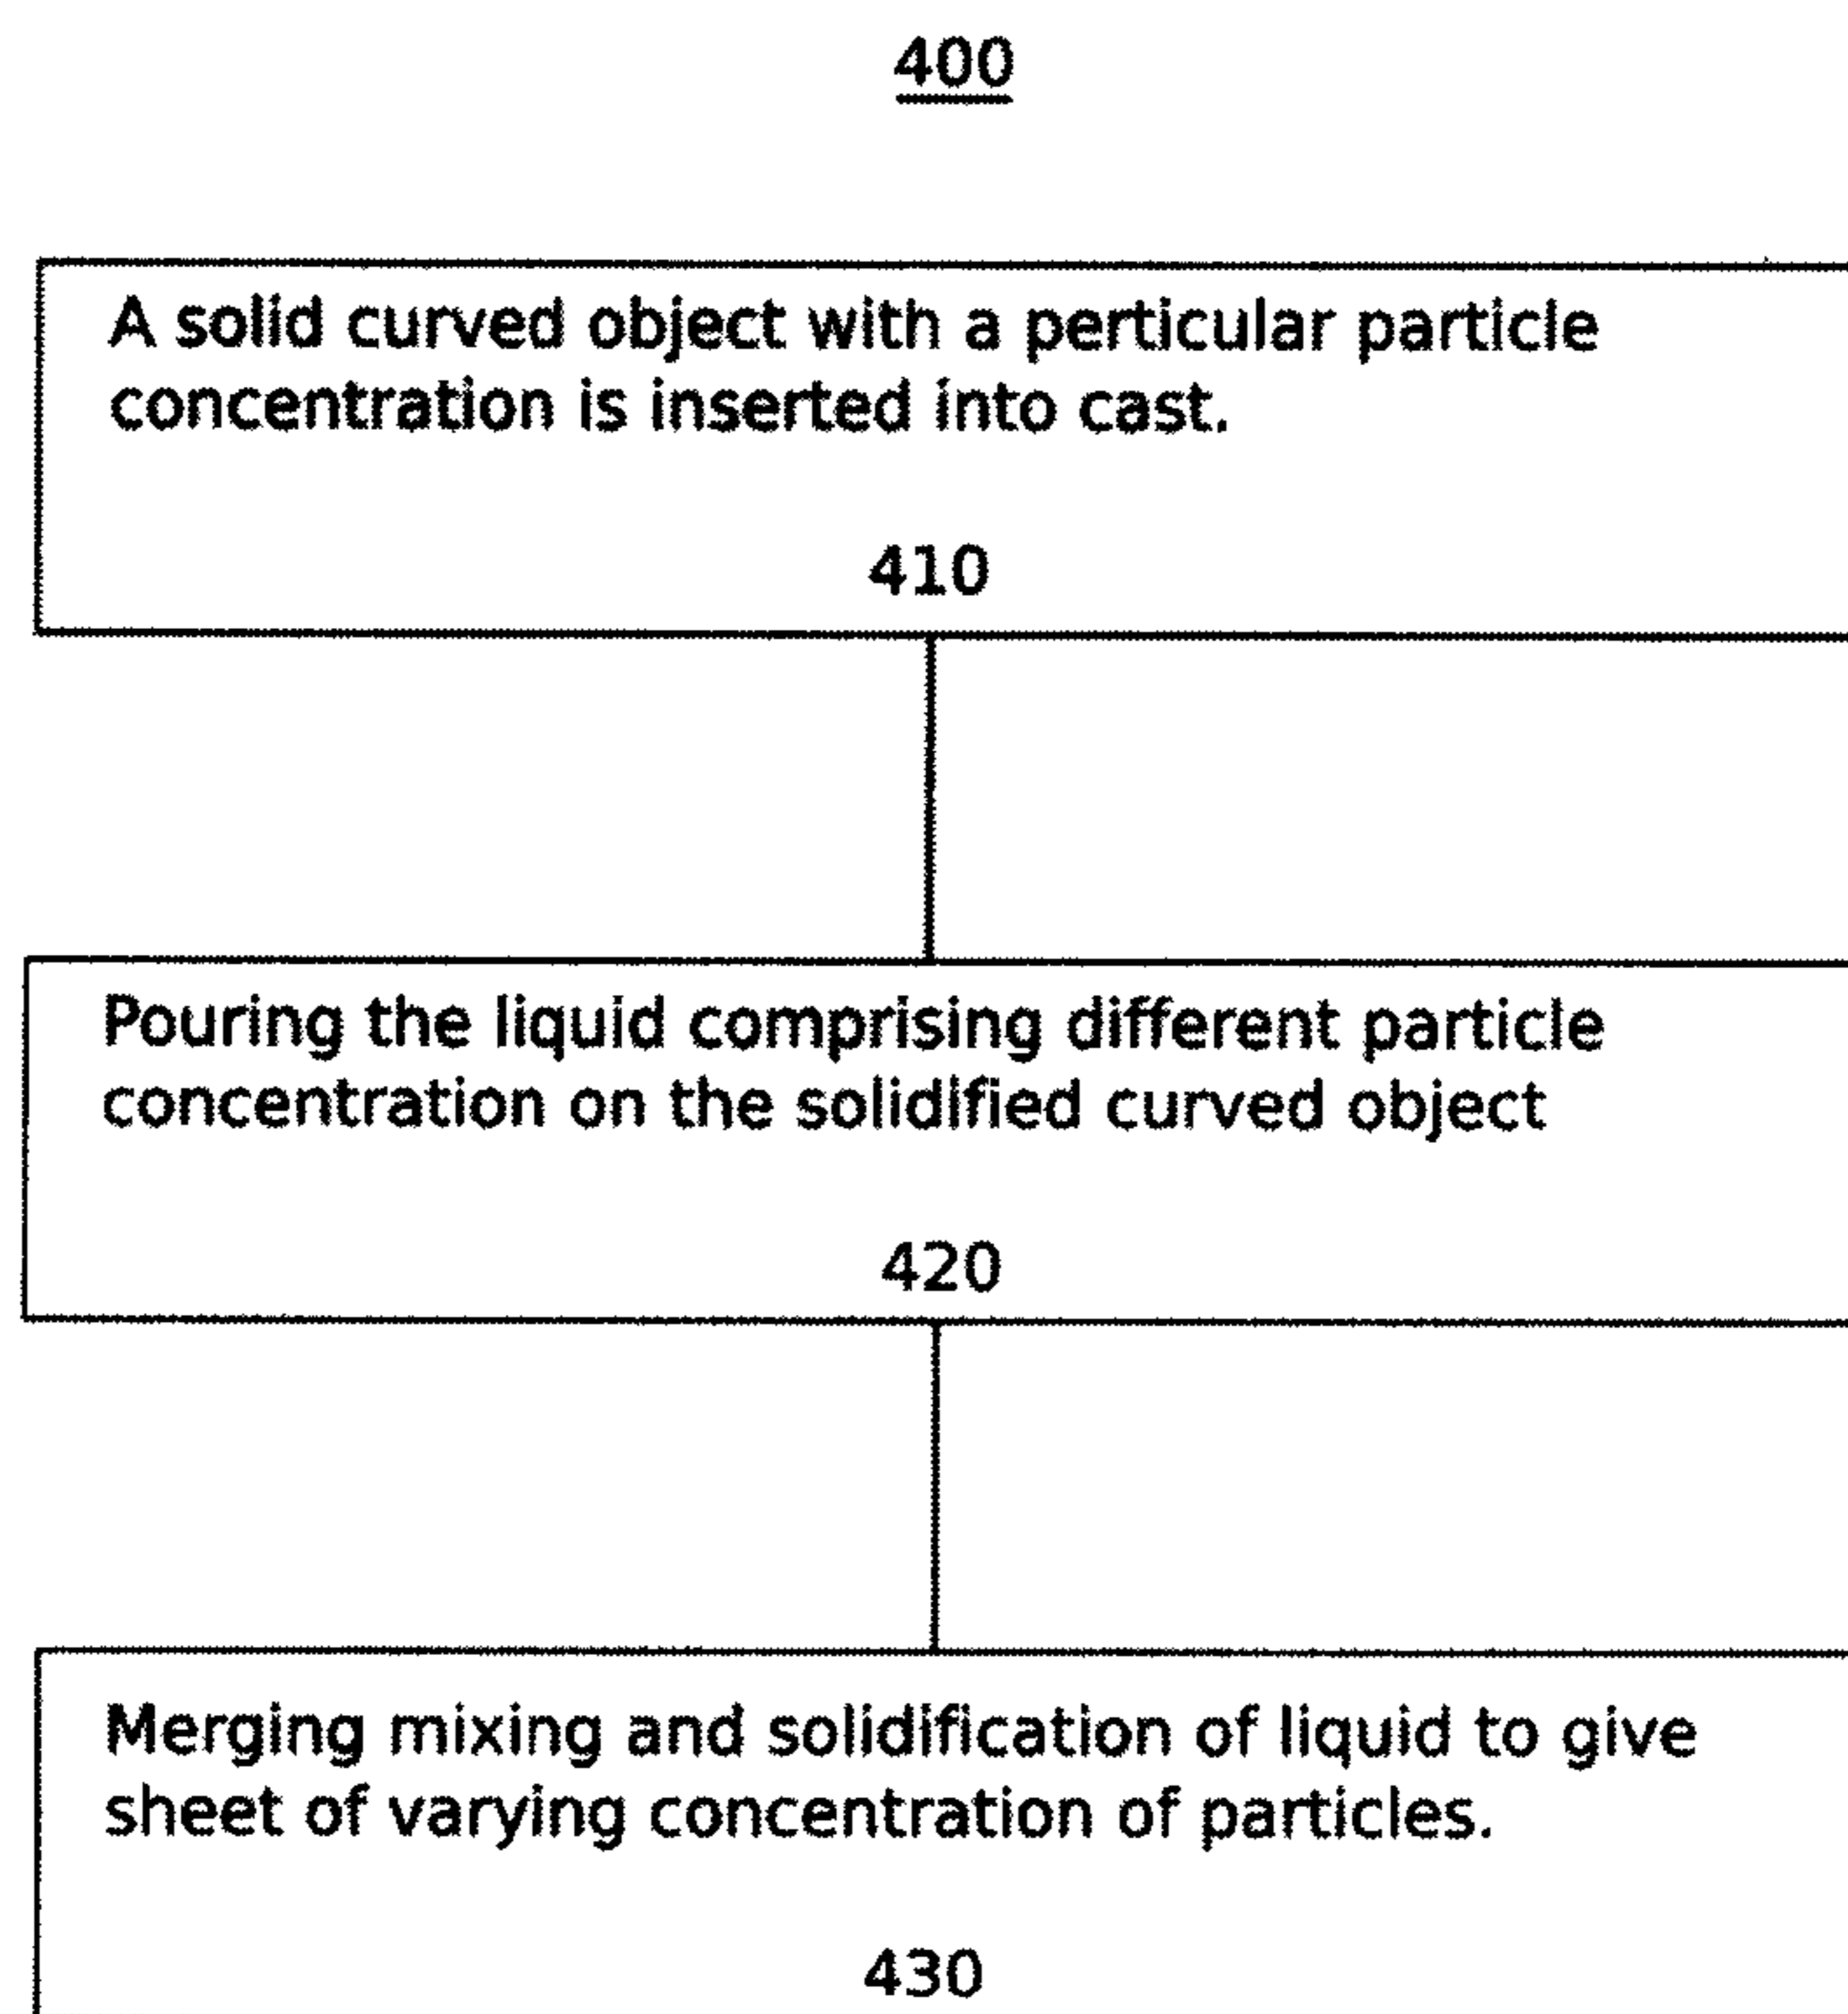 400
A solid curved object with a perticular particle
concentration is inserted into cast.
410
Pouring the liquid comprising different particle
concentration on the solidified curved object
420
Merging mixing and solidification of liquid to give
sheet of varying concentration of particles.
430